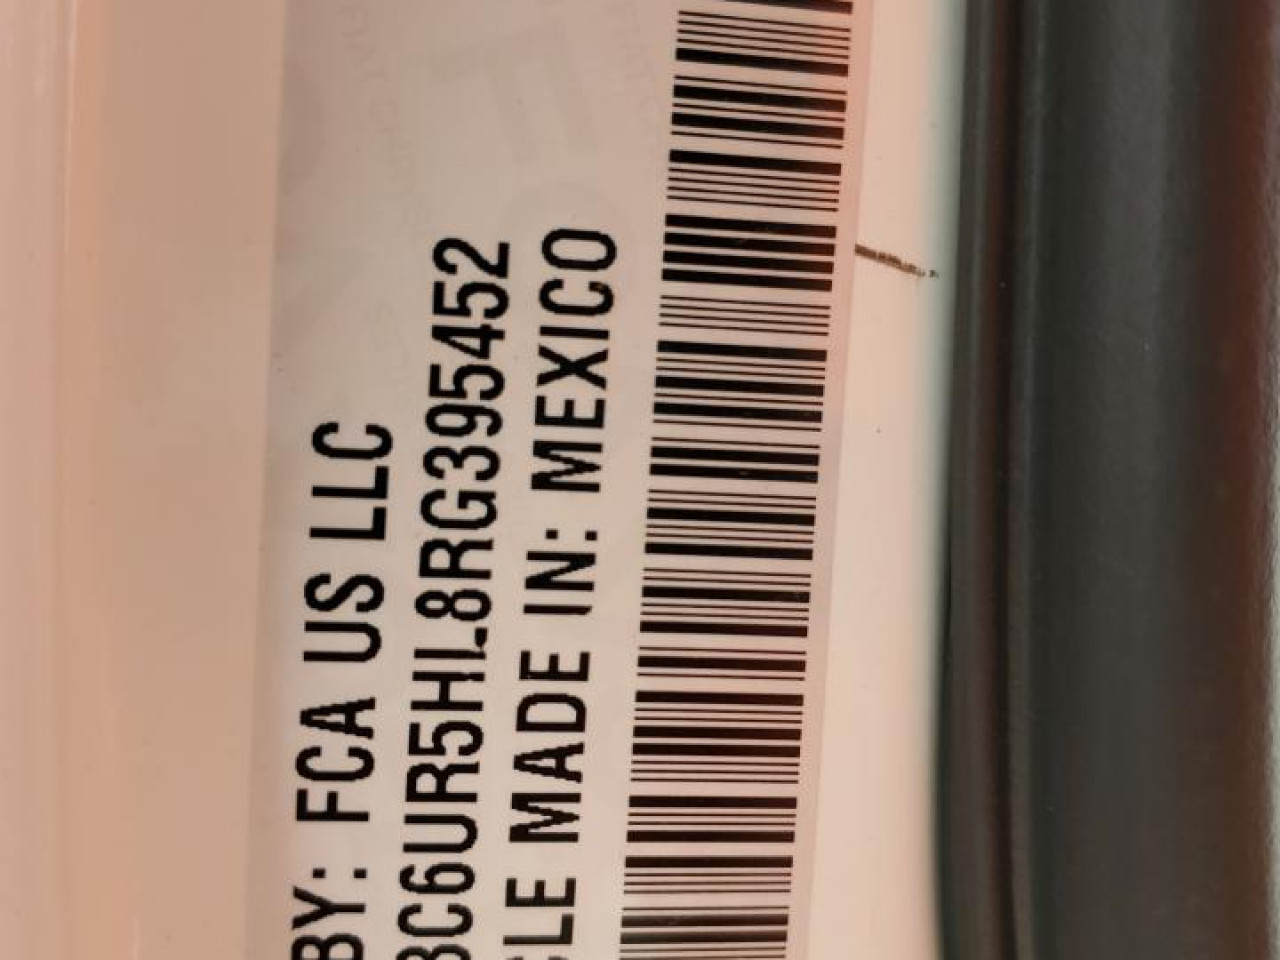 BY: FCA US LLC
3C6UR5HL8RG395452
CLE MADE IN: MEXICO